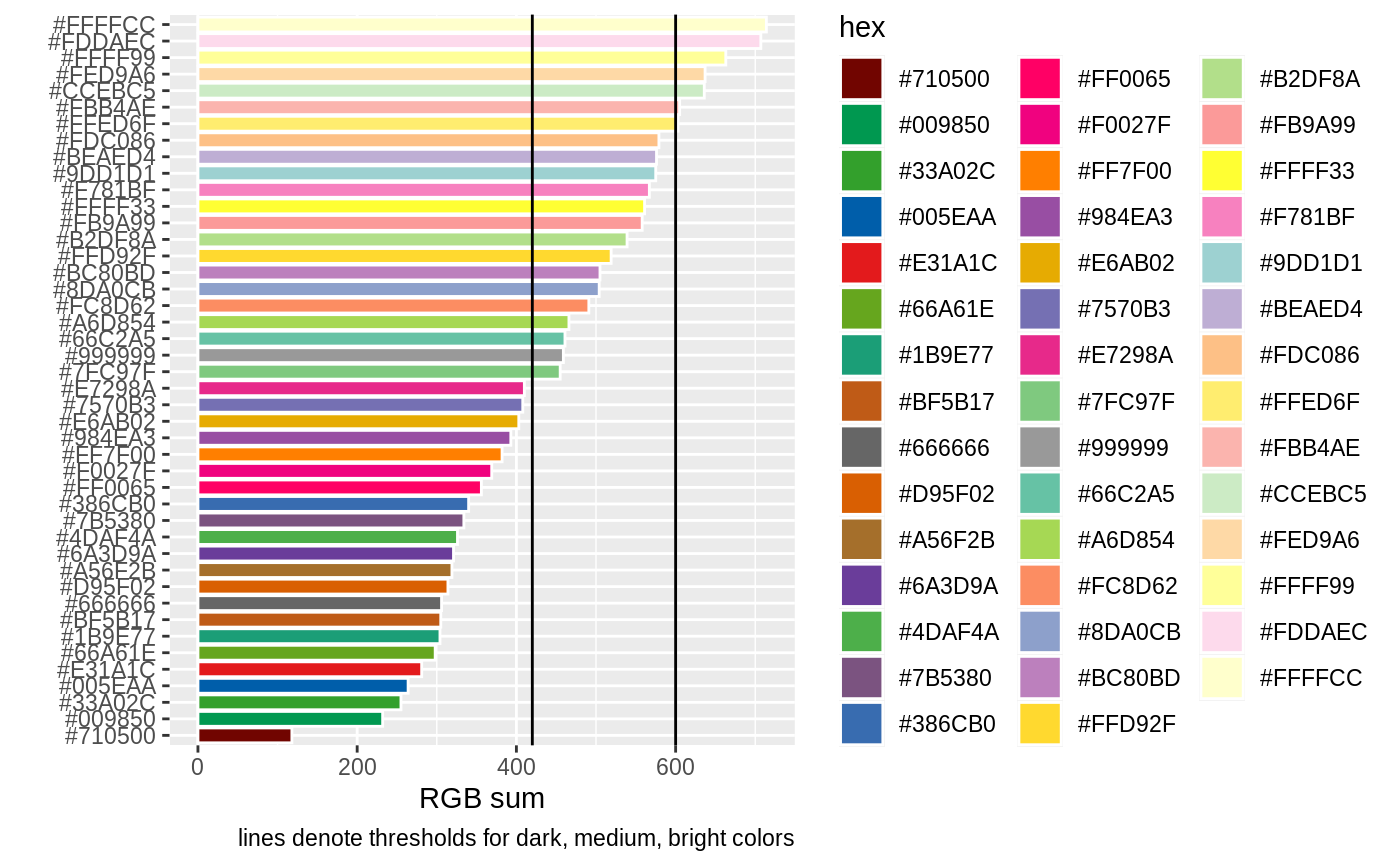 #FFFFCC
#FDDAEC
#FFFF99
#FED9A6
#CCEBC5
#FBB4AE
#FFED6F
#FDC086
#BEAED4
#9DD1D1
#F781BF
#FFFF33
#FB9A99
#B2DF8A
#FFD92F
#BC80BD
#8DA0CB
#FC8D62
#A6D854
#66C2A5
#999999
#7FC97F
#E7298A
#7570B3
#E6AB02
#984EA3
#FF7F00
#F0027F
#FF0065
#386CB0
#7B5380
#4DAF4A
#6A3D9A
#A56F2B
#D95F02
#666666
#BF5B17
#1B9E77
#66A61E
#E31A1C
#005EAA
#33A02C
#009850
#710500
0 200 400 600
RGB sum
lines denote thresholds for dark, medium, bright colors
hex
#710500
#009850
#33A02C
#005EAA
#E31A1C
#66A61E
#1B9E77
#BF5B17
#666666
#D95F02
#A56F2B
#6A3D9A
#4DAF4A
#7B5380
#386CB0
#FF0065
#F0027F
#FF7F00
#984EA3
#E6AB02
#7570B3
#E7298A
#7FC97F
#999999
#66C2A5
#A6D854
#FC8D62
#8DA0CB
#BC80BD
#FFD92F
#B2DF8A
#FB9A99
#FFFF33
#F781BF
#9DD1D1
#BEAED4
#FDC086
#FFED6F
#FBB4AE
#CCEBC5
#FED9A6
#FFFF99
#FDDAEC
#FFFFCC